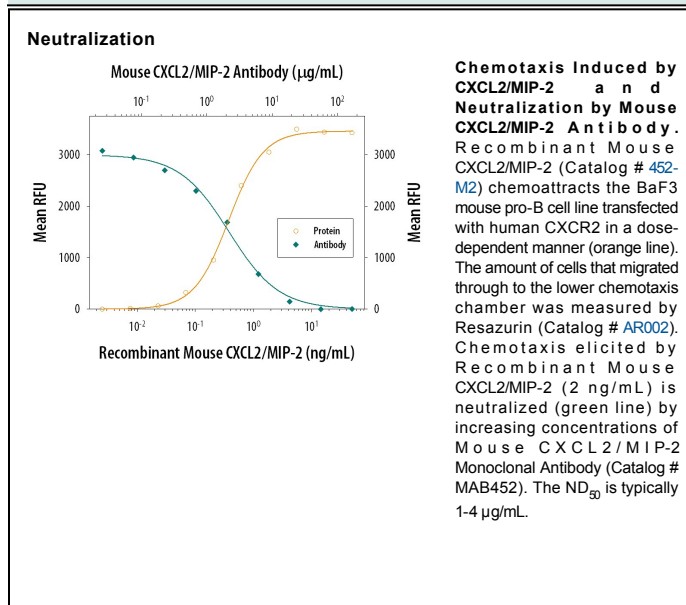 Neutralization
Mouse CXCL2/MIP-2 Antibody (μg/mL)
10⁻¹ 10⁰ 10¹ 10²
3000 3000
2000 2000
1000 1000
0 0
Mean RFU
Mean RFU
Protein
Antibody
10⁻² 10⁻¹ 10⁰ 10¹
Recombinant Mouse CXCL2/MIP-2 (ng/mL)
Chemotaxis Induced by
CXCL2/MIP-2 and
Neutralization by Mouse
CXCL2/MIP-2 Antibody.
Recombinant Mouse
CXCL2/MIP-2 (Catalog # 452-
M2) chemoattracts the BaF3
mouse pro-B cell line transfected
with human CXCR2 in a dose-
dependent manner (orange line).
The amount of cells that migrated
through to the lower chemotaxis
chamber was measured by
Resazurin (Catalog # AR002).
Chemotaxis elicited by
Recombinant Mouse
CXCL2/MIP-2 (2 ng/mL) is
neutralized (green line) by
increasing concentrations of
Mouse CXCL2/MIP-2
Monoclonal Antibody (Catalog #
MAB452). The ND₅₀ is typically
1-4 μg/mL.